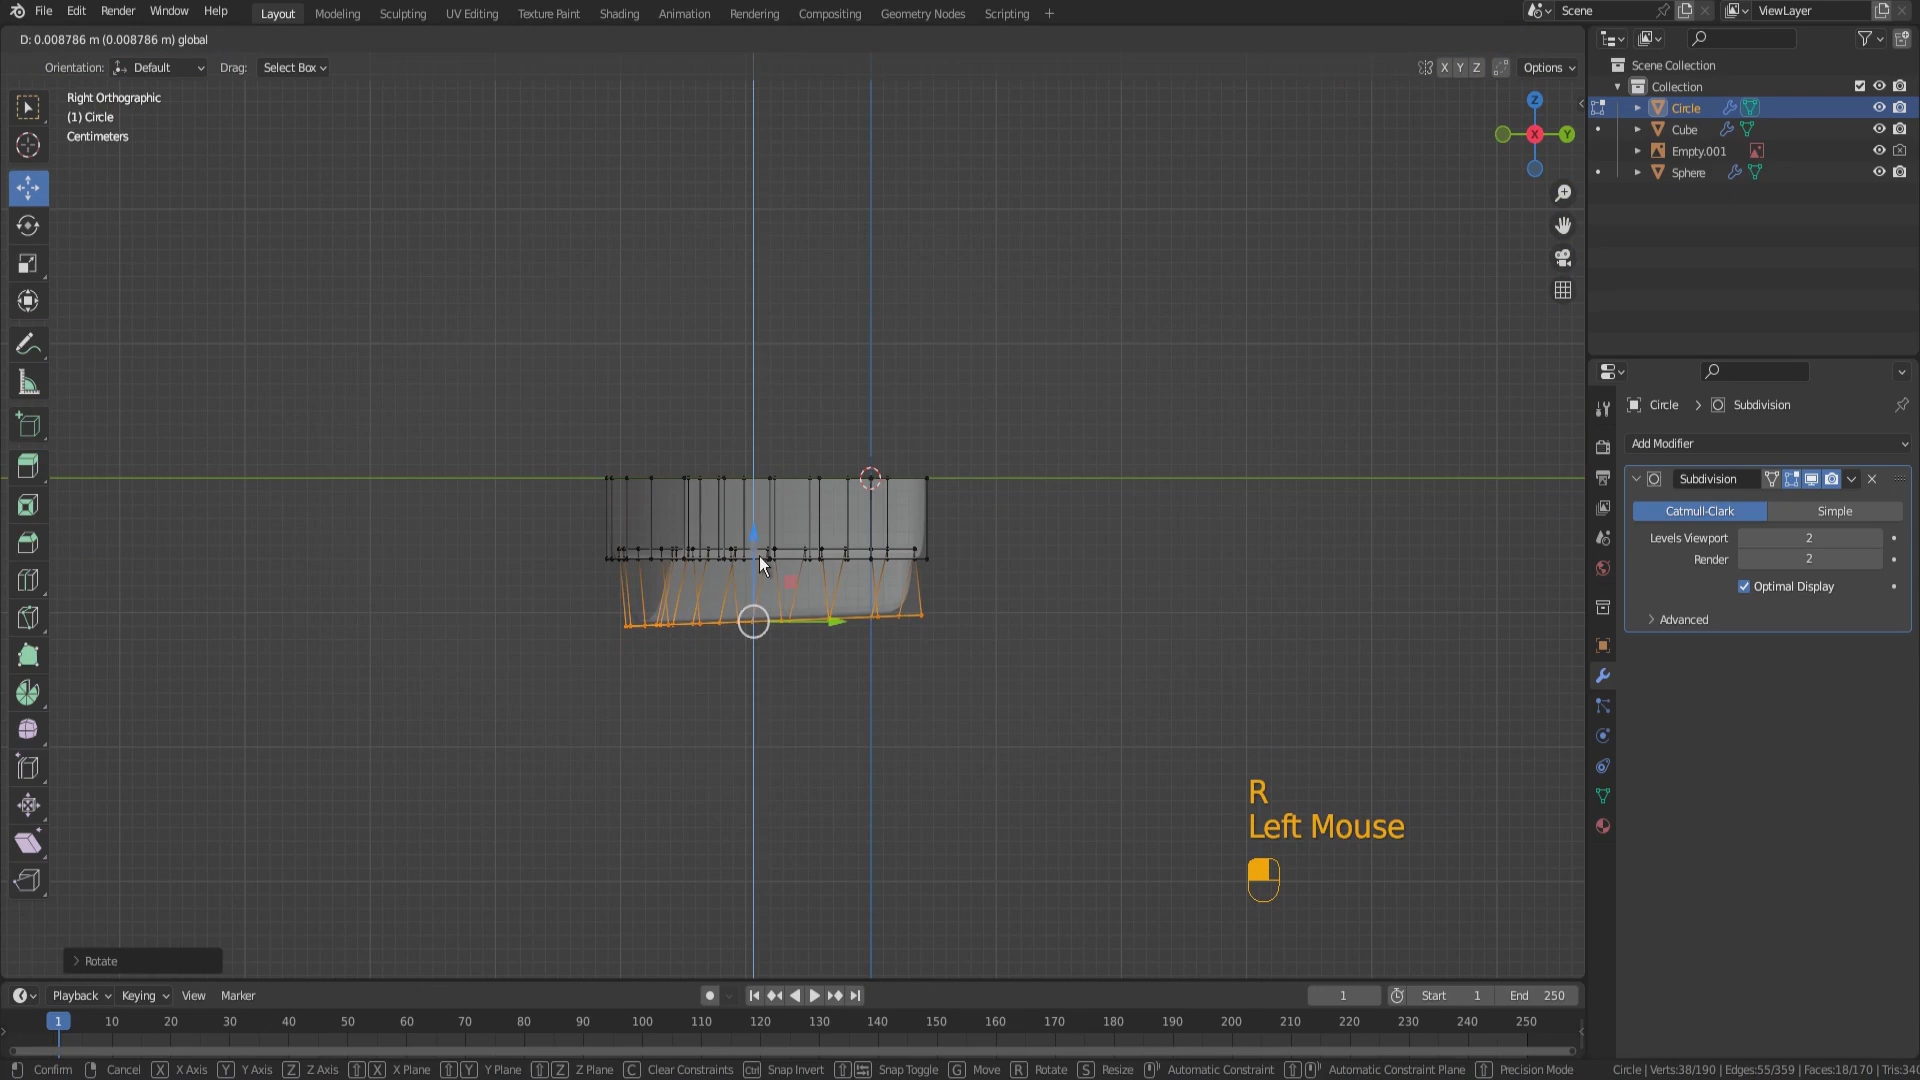 File Edit Render Window Help Layout Modeling Sculpting UV Editing Texture Paint Shading Animation Rendering Compositing Geometry Nodes Scripting + Scene ViewLayer
D: 0.008786 m (0.008786 m) global
Orientation: Default Drag: Select Box X Y Z Options
Right Orthographic
(1) Circle
Centimeters
Z
X Y
Scene Collection
Collection
Circle
Cube
Empty.001
Sphere
Circle > Subdivision
Add Modifier
Subdivision
Catmull-Clark Simple
Levels Viewport 2
Render 2
Optimal Display
Advanced
R
Left Mouse
Rotate
Playback Keying View Marker 1 Start 1 End 250
1 10 20 30 40 50 60 70 80 90 100 110 120 130 140 150 160 170 180 190 200 210 220 230 240 250
Confirm Cancel X X Axis Y Y Axis Z Z Axis X X Plane Y Y Plane Z Z Plane C Clear Constraints Ctrl Snap Invert Snap Toggle G Move R Rotate S Resize Automatic Constraint Automatic Constraint Plane Precision Mode Circle | Verts:38/190 | Edges:55/359 | Faces:18/170 | Tris:340